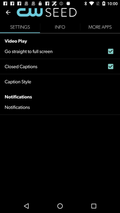 10:00
CW SEED
SETTINGS
INFO
MORE APPS
Video Play
Go straight to full screen
Closed Captions
Caption Style
Notifications
Notifications